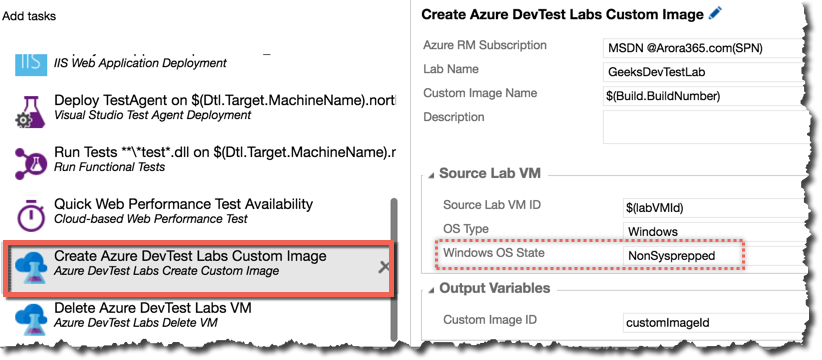 Add tasks
IIS
IIS Web Application Deployment
Deploy TestAgent on $(Dtl.Target.MachineName).nortl
Visual Studio Test Agent Deployment
Run Tests **\*test*.dll on $(Dtl.Target.MachineName).n
Run Functional Tests
Quick Web Performance Test Availability
Cloud-based Web Performance Test
Create Azure DevTest Labs Custom Image
Azure DevTest Labs Create Custom Image
Delete Azure DevTest Labs VM
Azure DevTest Labs Delete VM
Create Azure DevTest Labs Custom Image
Azure RM Subscription MSDN @Arora365.com(SPN)
Lab Name GeeksDevTestLab
Custom Image Name $(Build.BuildNumber)
Description
Source Lab VM
Source Lab VM ID $(labVMId)
OS Type Windows
Windows OS State NonSysprepped
Output Variables
Custom Image ID customImageId